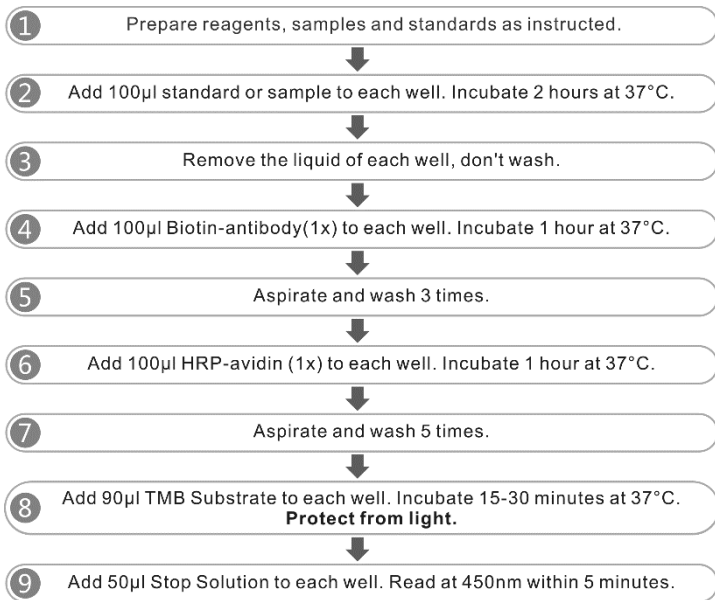 1 Prepare reagents, samples and standards as instructed.
2 Add 100μl standard or sample to each well. Incubate 2 hours at 37°C.
3 Remove the liquid of each well, don't wash.
4 Add 100μl Biotin-antibody(1x) to each well. Incubate 1 hour at 37°C.
5 Aspirate and wash 3 times.
6 Add 100μl HRP-avidin (1x) to each well. Incubate 1 hour at 37°C.
7 Aspirate and wash 5 times.
8 Add 90μl TMB Substrate to each well. Incubate 15-30 minutes at 37°C.
Protect from light.
9 Add 50μl Stop Solution to each well. Read at 450nm within 5 minutes.